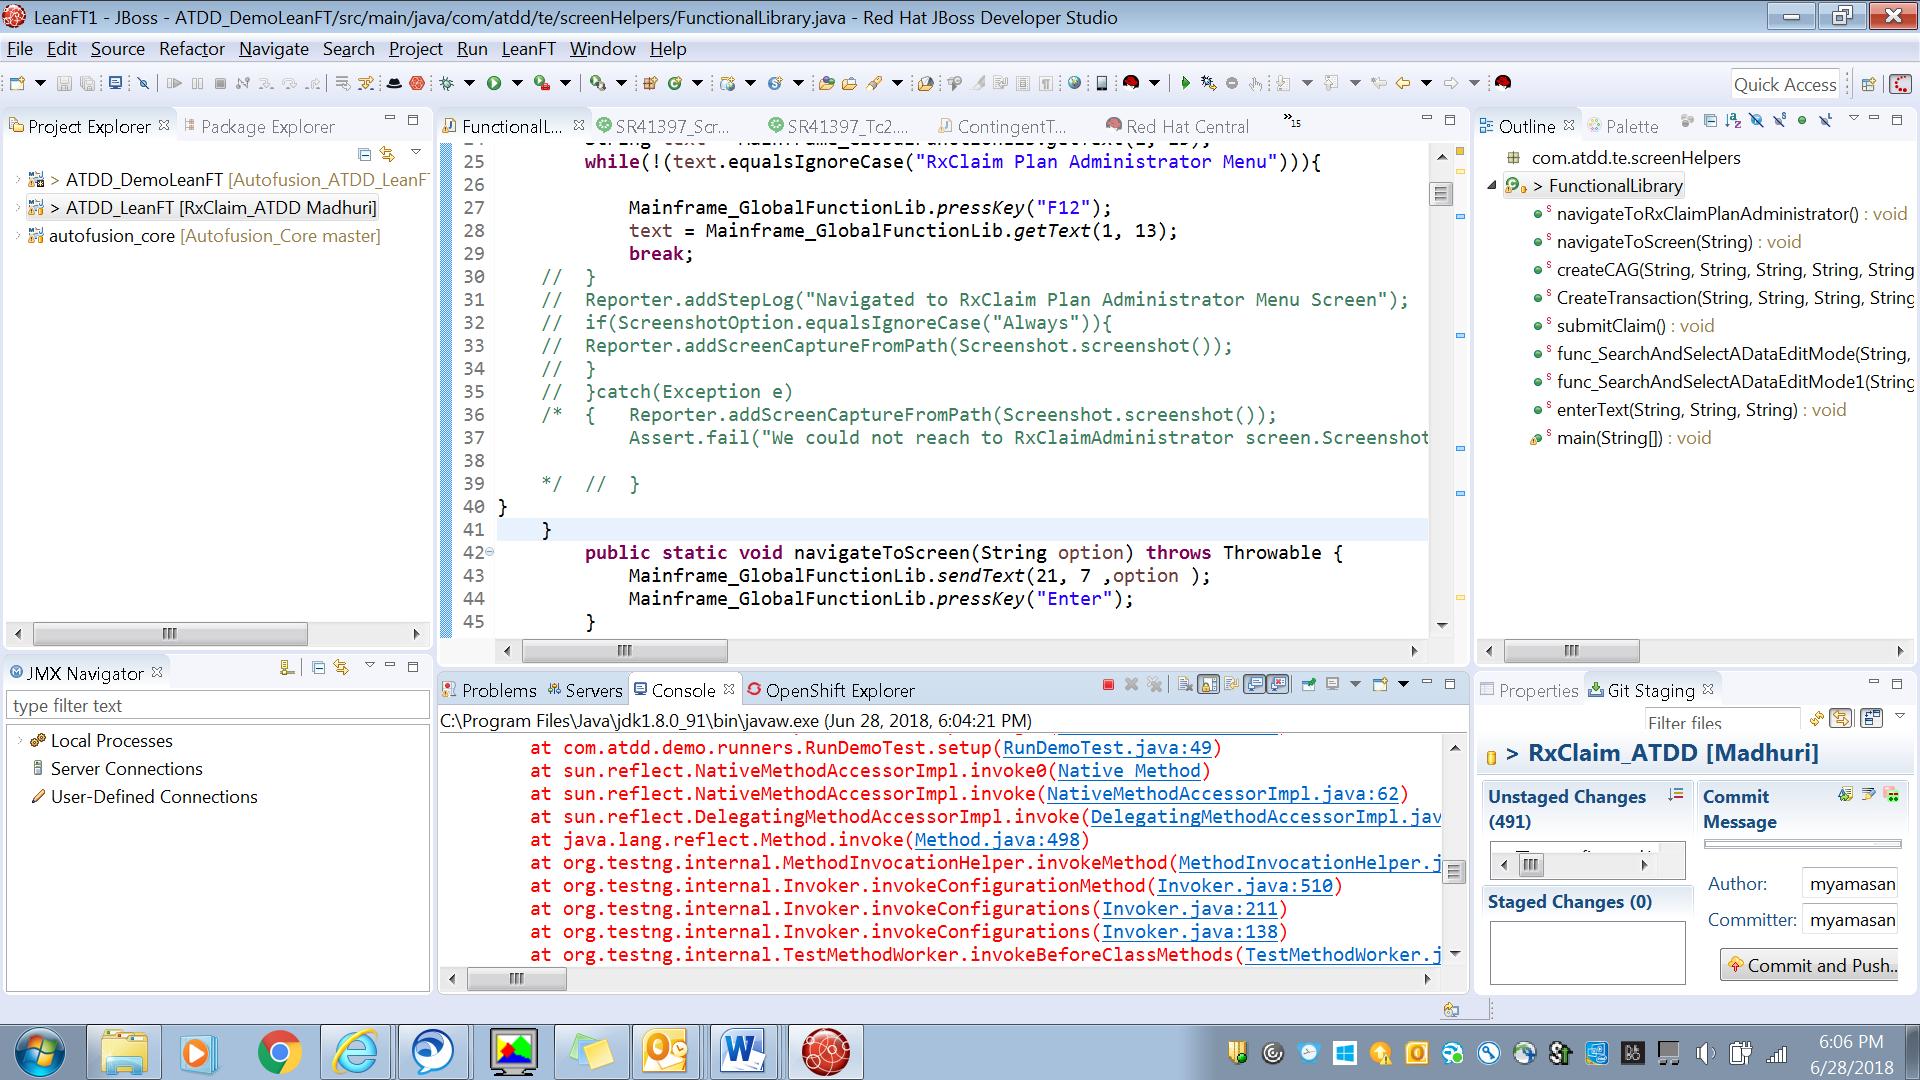 LeanFT1 - JBoss - ATDD_DemoLeanFT/src/main/java/com/atdd/te/screenHelpers/FunctionalLibrary.java - Red Hat JBoss Developer Studio
File Edit Source Refactor Navigate Search Project Run LeanFT Window Help
Quick Access
Project Explorer Package Explorer
> ATDD_DemoLeanFT [Autofusion_ATDD_LeanF
> ATDD_LeanFT [RxClaim_ATDD Madhuri]
autofusion_core [Autofusion_Core master]
JMX Navigator
type filter text
Local Processes
Server Connections
User-Defined Connections
FunctionalL... SR41397_Scr... SR41397_Tc2.... ContingentT... Red Hat Central »15
25 while(!(text.equalsIgnoreCase("RxClaim Plan Administrator Menu"))){
26
27 Mainframe_GlobalFunctionLib.pressKey("F12");
28 text = Mainframe_GlobalFunctionLib.getText(1, 13);
29 break;
30 // }
31 // Reporter.addStepLog("Navigated to RxClaim Plan Administrator Menu Screen");
32 // if(ScreenshotOption.equalsIgnoreCase("Always")){
33 // Reporter.addScreenCaptureFromPath(Screenshot.screenshot());
34 // }
35 // }catch(Exception e)
36 /* { Reporter.addScreenCaptureFromPath(Screenshot.screenshot());
37 Assert.fail("We could not reach to RxClaimAdministrator screen.Screenshot
38
39 */ // }
40 }
41 }
42 public static void navigateToScreen(String option) throws Throwable {
43 Mainframe_GlobalFunctionLib.sendText(21, 7 ,option );
44 Mainframe_GlobalFunctionLib.pressKey("Enter");
45 }
Problems Servers Console OpenShift Explorer
C:\Program Files\Java\jdk1.8.0_91\bin\javaw.exe (Jun 28, 2018, 6:04:21 PM)
at com.atdd.demo.runners.RunDemoTest.setup(RunDemoTest.java:49)
at sun.reflect.NativeMethodAccessorImpl.invoke0(Native Method)
at sun.reflect.NativeMethodAccessorImpl.invoke(NativeMethodAccessorImpl.java:62)
at sun.reflect.DelegatingMethodAccessorImpl.invoke(DelegatingMethodAccessorImpl.jav
at java.lang.reflect.Method.invoke(Method.java:498)
at org.testng.internal.MethodInvocationHelper.invokeMethod(MethodInvocationHelper.j
at org.testng.internal.Invoker.invokeConfigurationMethod(Invoker.java:510)
at org.testng.internal.Invoker.invokeConfigurations(Invoker.java:211)
at org.testng.internal.Invoker.invokeConfigurations(Invoker.java:138)
at org.testng.internal.TestMethodWorker.invokeBeforeClassMethods(TestMethodWorker.j
Outline Palette
com.atdd.te.screenHelpers
> FunctionalLibrary
navigateToRxClaimPlanAdministrator() : void
navigateToScreen(String) : void
createCAG(String, String, String, String, String
CreateTransaction(String, String, String, String
submitClaim() : void
func_SearchAndSelectADataEditMode(String,
func_SearchAndSelectADataEditMode1(String
enterText(String, String, String) : void
main(String[]) : void
Properties Git Staging
Filter files
> RxClaim_ATDD [Madhuri]
Unstaged Changes (491)
Staged Changes (0)
Commit Message
Author: myamasan
Committer: myamasan
Commit and Push..
6:06 PM
6/28/2018